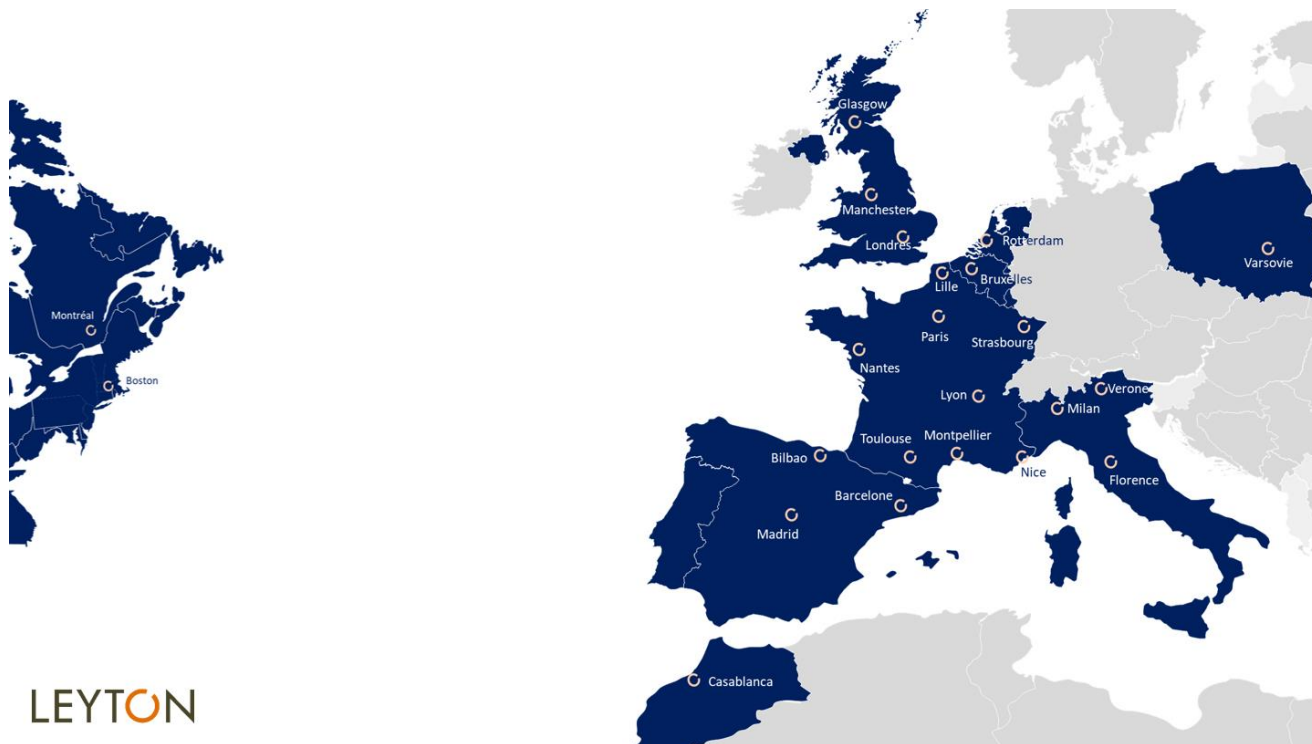 Glasgow
Manchester
Londres
Rotterdam
Varsovie
Bruxelles
Lille
Montréal
Paris
Strasbourg
Nantes
Boston
Verone
Lyon
Milan
Toulouse
Montpellier
Bilbao
Nice
Florence
Barcelone
Madrid
Casablanca
LEYTON